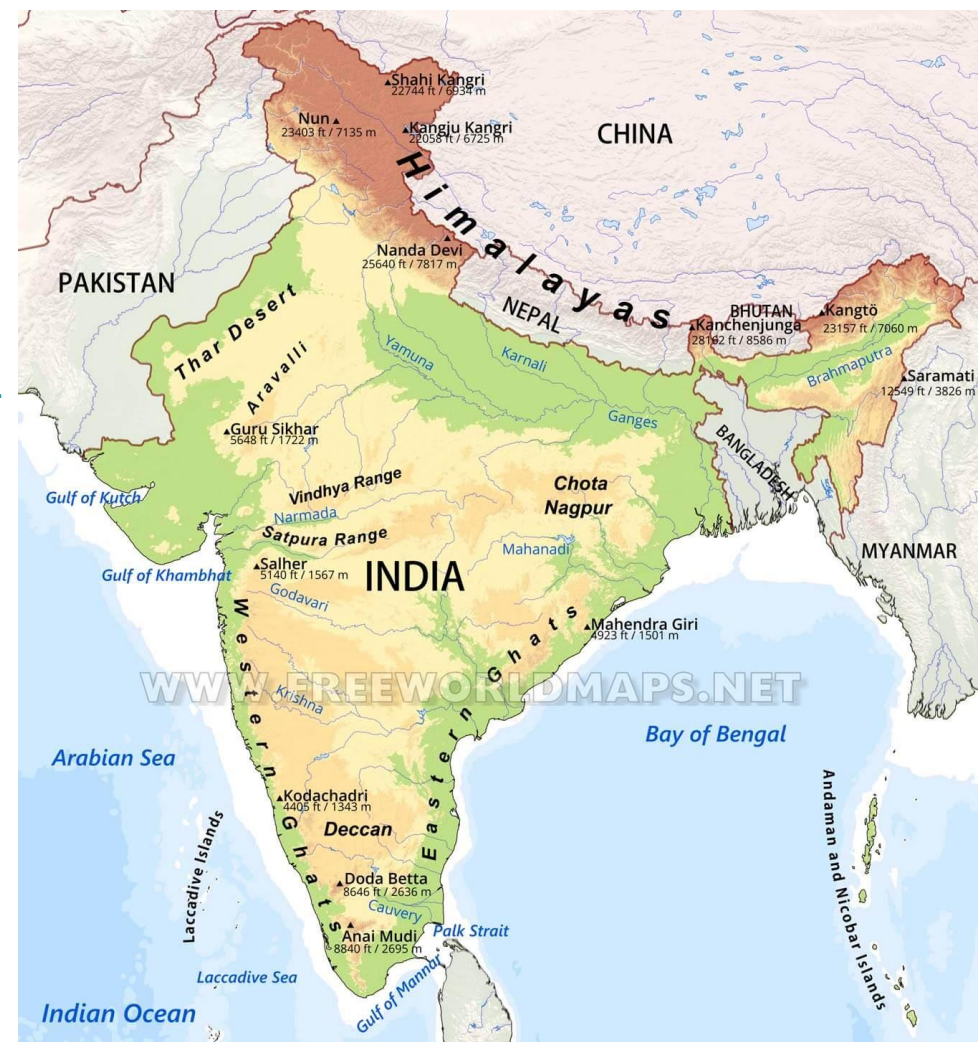 Shahi Kangri
22744 ft / 6934 m
Nun
23403 ft / 7135 m
Kangju Kangri
22058 ft / 6725 m
CHINA
Himalayas
Nanda Devi
25640 ft / 7817 m
PAKISTAN
NEPAL
BHUTAN
Kangtö
23157 ft / 7060 m
Kanchenjunga
28162 ft / 8586 m
Thar Desert
Aravalli
Yamuna
Karnali
Brahmaputra
Saramati
12549 ft / 3826 m
Ganges
Guru Sikhar
5648 ft / 1722 m
BANGLADESH
Vindhya Range
Chota
Nagpur
Gulf of Kutch
Narmada
Satpura Range
Mahanadi
MYANMAR
Gulf of Khambhat
Salher
5140 ft / 1567 m
INDIA
Godavari
Western Ghats
Eastern Ghats
Mahendra Giri
4923 ft / 1501 m
WWW.FREEWORLDMAPS.NET
Krishna
Bay of Bengal
Arabian Sea
Kodachadri
4405 ft / 1343 m
Deccan
Laccadive Islands
Andaman and Nicobar Islands
Doda Betta
8646 ft / 2636 m
Cauvery
Palk Strait
Anai Mudi
8840 ft / 2695 m
Laccadive Sea
Gulf of Mannar
Indian Ocean